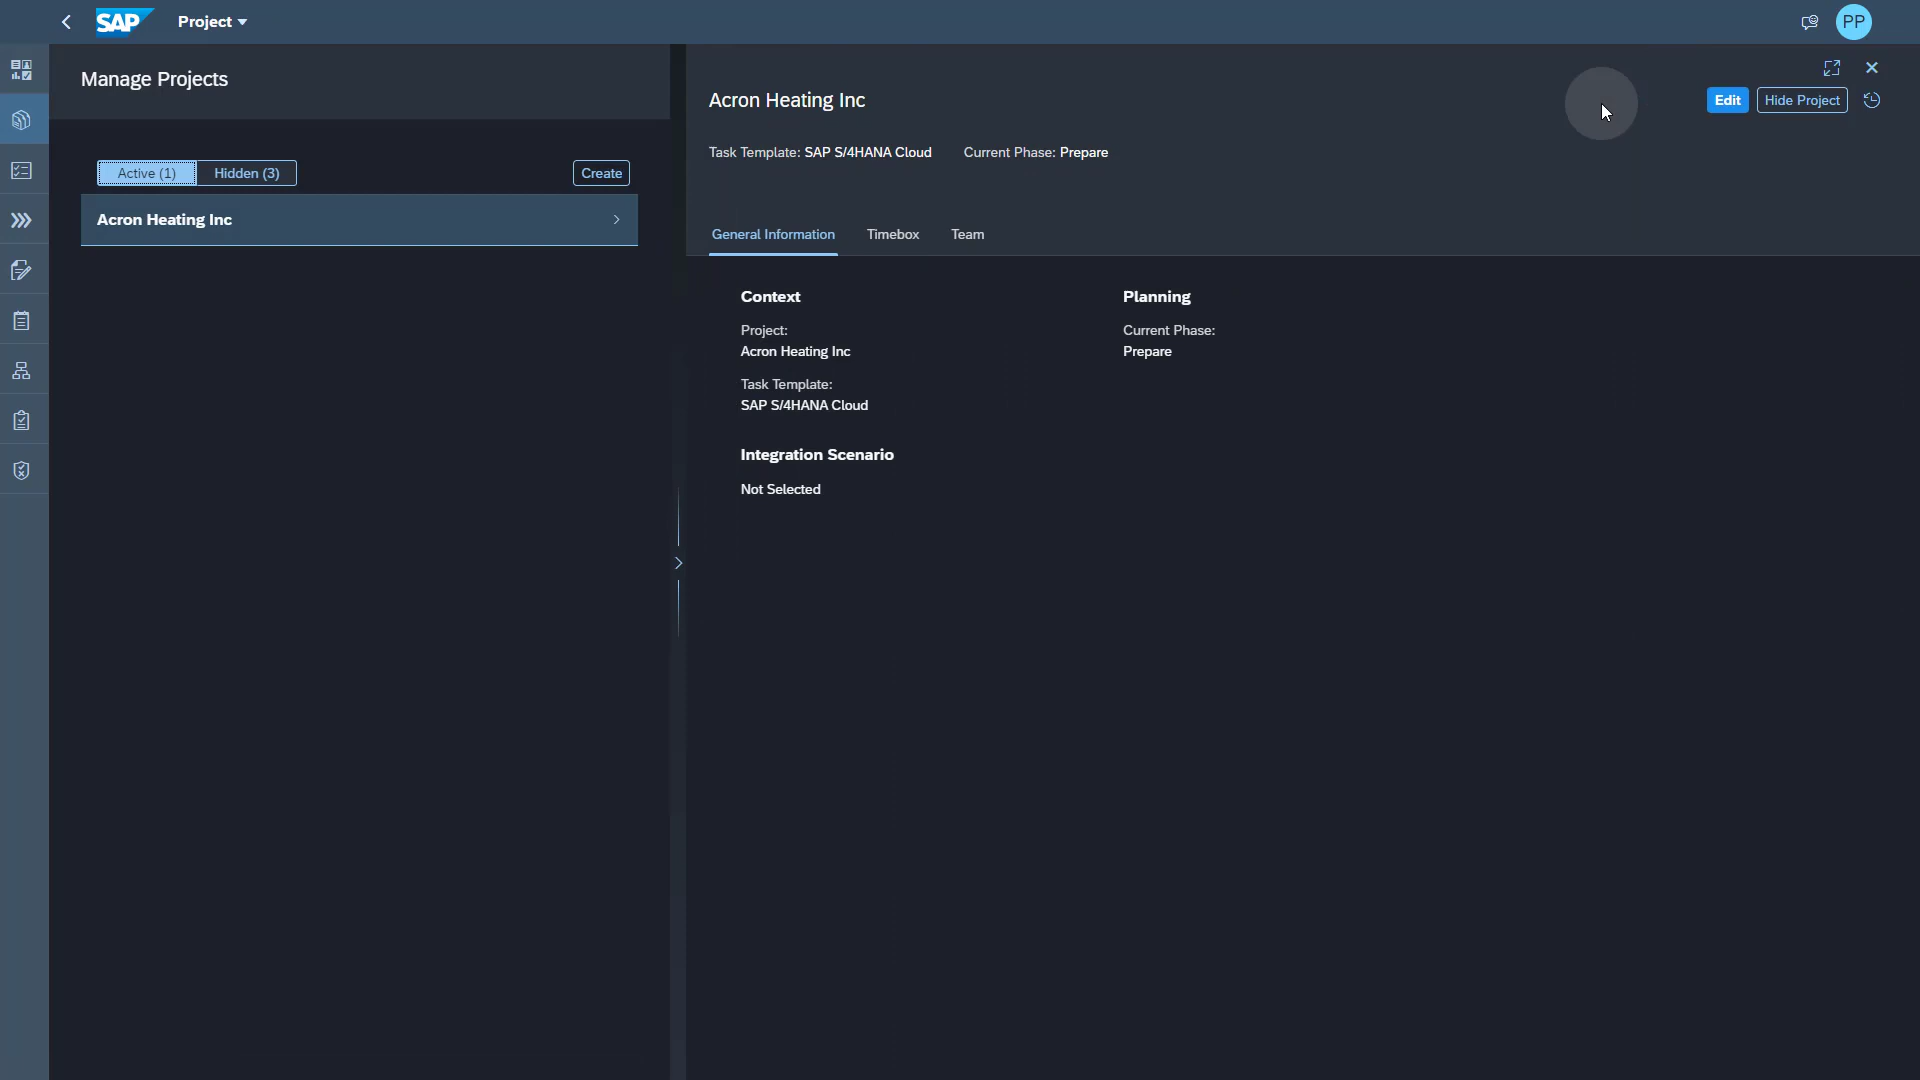 SAP
Project
PP
Manage Projects
Acron Heating Inc
Edit
Hide Project
Task Template: SAP S/4HANA Cloud
Current Phase: Prepare
Active (1)
Hidden (3)
Create
Acron Heating Inc
General Information
Timebox
Team
Context
Project:
Acron Heating Inc
Task Template:
SAP S/4HANA Cloud
Integration Scenario
Not Selected
Planning
Current Phase:
Prepare